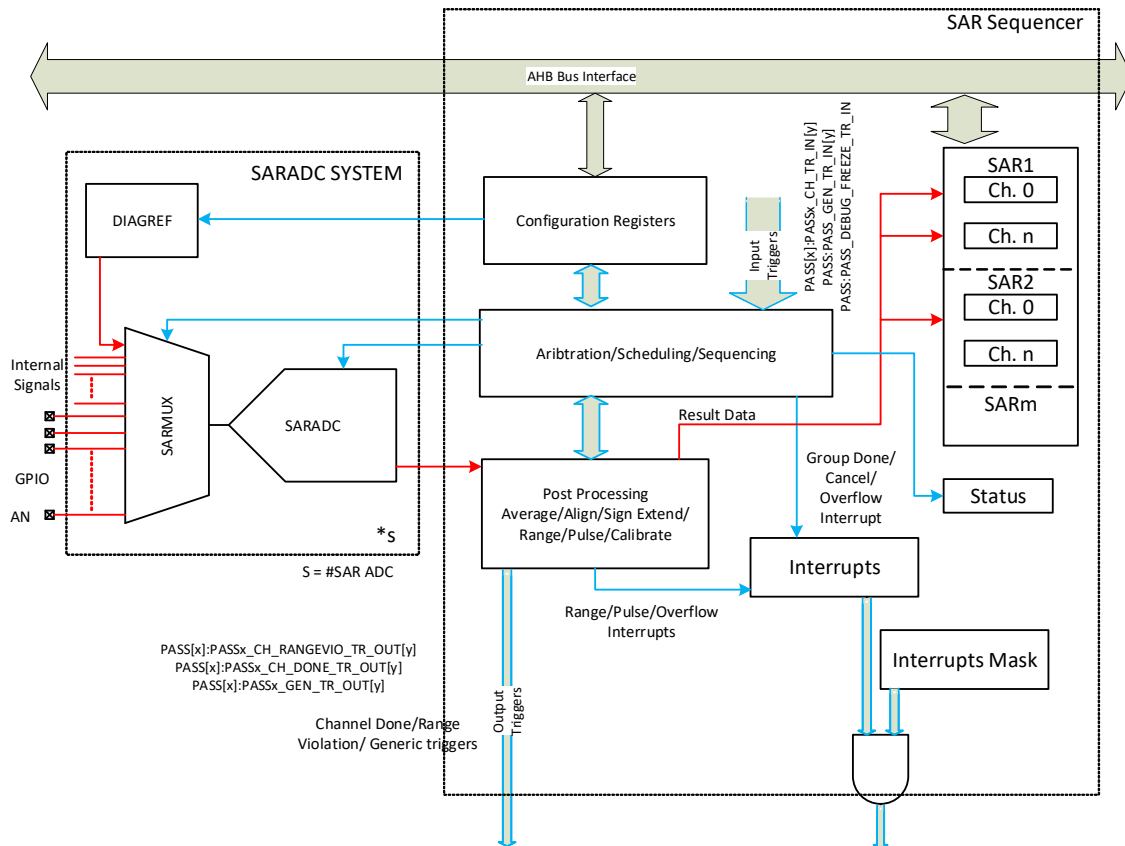 SAR Sequencer
AHB Bus Interface
SARADC SYSTEM
DIAGREF
Configuration Registers
Input
Triggers
PASS[x]:PASSx_CH_TR_IN[y]
PASS:PASS_GEN_TR_IN[y]
PASS:PASS_DEBUG_FREEZE_TR_IN
SAR1
Ch. 0
Ch. n
SAR2
Ch. 0
Ch. n
SARm
Internal
Signals
SARMUX
SARADC
Aribtration/Scheduling/Sequencing
Result Data
GPIO
AN
*s
S = #SAR ADC
Post Processing
Average/Align/Sign Extend/
Range/Pulse/Calibrate
Group Done/
Cancel/
Overflow
Interrupt
Status
Interrupts
Range/Pulse/Overflow
Interrupts
Interrupts Mask
PASS[x]:PASSx_CH_RANGEVIO_TR_OUT[y]
PASS[x]:PASSx_CH_DONE_TR_OUT[y]
PASS[x]:PASSx_GEN_TR_OUT[y]
Channel Done/Range
Violation/ Generic triggers
Output
Triggers